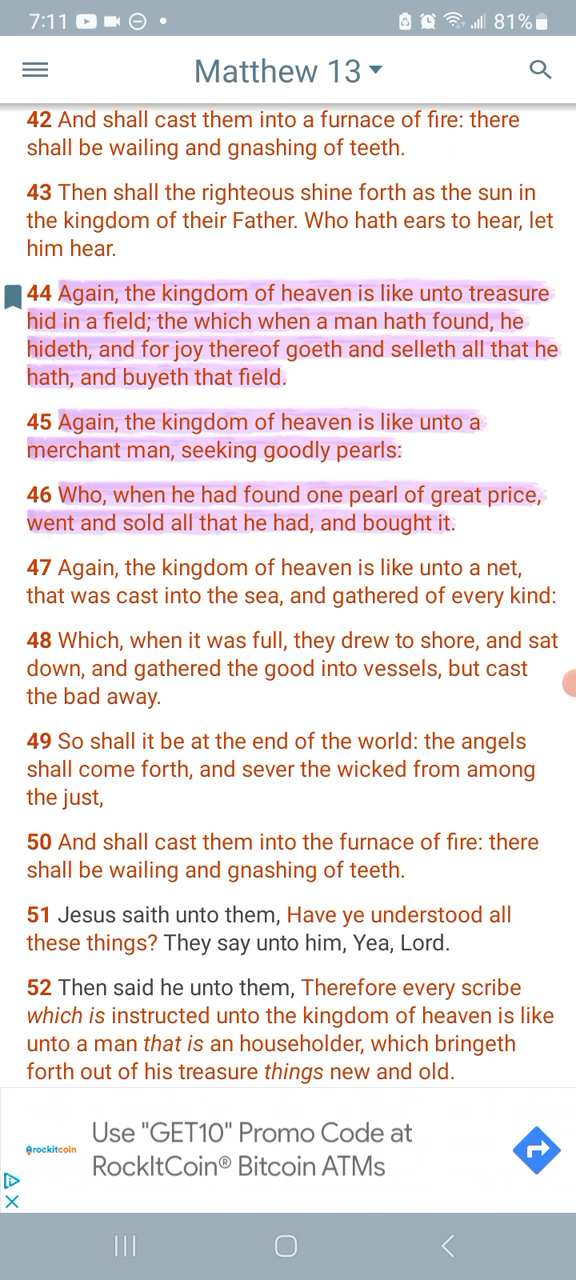 7:11
81%
Matthew 13
42 And shall cast them into a furnace of fire: there
shall be wailing and gnashing of teeth.
43 Then shall the righteous shine forth as the sun in
the kingdom of their Father. Who hath ears to hear, let
him hear.
44 Again, the kingdom of heaven is like unto treasure
hid in a field; the which when a man hath found, he
hideth, and for joy thereof goeth and selleth all that he
hath, and buyeth that field.
45 Again, the kingdom of heaven is like unto a
merchant man, seeking goodly pearls:
46 Who, when he had found one pearl of great price,
went and sold all that he had, and bought it.
47 Again, the kingdom of heaven is like unto a net,
that was cast into the sea, and gathered of every kind:
48 Which, when it was full, they drew to shore, and sat
down, and gathered the good into vessels, but cast
the bad away.
49 So shall it be at the end of the world: the angels
shall come forth, and sever the wicked from among
the just,
50 And shall cast them into the furnace of fire: there
shall be wailing and gnashing of teeth.
51 Jesus saith unto them, Have ye understood all
these things? They say unto him, Yea, Lord.
52 Then said he unto them, Therefore every scribe
which is instructed unto the kingdom of heaven is like
unto a man that is an householder, which bringeth
forth out of his treasure things new and old.
rockitcoin
Use "GET10" Promo Code at
RockItCoin® Bitcoin ATMs